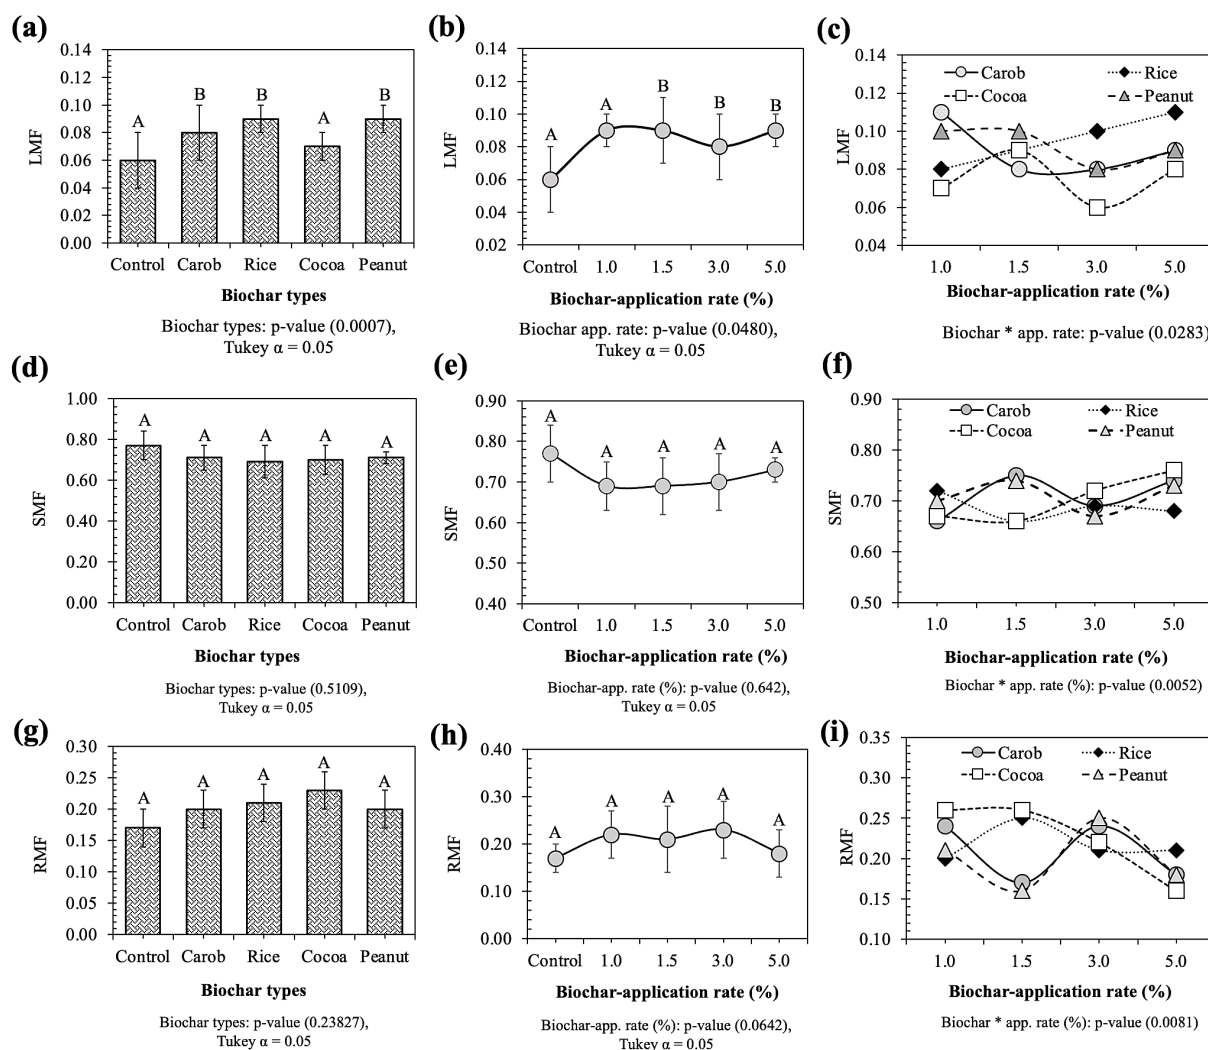 (a)
0.14
0.12
0.10
0.08
0.06
0.04
0.02
0.00
LMF
A
B
B
A
B
Control Carob Rice Cocoa Peanut
Biochar types
Biochar types: p-value (0.0007),
Tukey α = 0.05
(b)
0.14
0.12
0.10
0.08
0.06
0.04
0.02
LMF
A
A
B
B
B
Control 1.0 1.5 3.0 5.0
Biochar-application rate (%)
Biochar app. rate: p-value (0.0480),
Tukey α = 0.05
(c)
0.14
0.12
0.10
0.08
0.06
0.04
LMF
Carob Rice
Cocoa Peanut
1.0 1.5 3.0 5.0
Biochar-application rate (%)
Biochar * app. rate: p-value (0.0283)
(d)
1.00
0.80
0.60
0.40
0.20
0.00
SMF
A
A
A
A
A
Control Carob Rice Cocoa Peanut
Biochar types
Biochar types: p-value (0.5109),
Tukey α = 0.05
(e)
0.90
0.80
0.70
0.60
0.50
0.40
SMF
A
A
A
A
A
Control 1.0 1.5 3.0 5.0
Biochar-application rate (%)
Biochar-app. rate (%): p-value (0.642),
Tukey α = 0.05
(f)
0.90
0.80
0.70
0.60
0.50
SMF
Carob Rice
Cocoa Peanut
1.0 1.5 3.0 5.0
Biochar-application rate (%)
Biochar * app. rate (%): p-value (0.0052)
(g)
0.30
0.25
0.20
0.15
0.10
0.05
0.00
RMF
A
A
A
A
A
Control Carob Rice Cocoa Peanut
Biochar types
Biochar types: p-value (0.23827),
Tukey α = 0.05
(h)
0.40
0.30
0.20
0.10
0.00
RMF
A
A
A
A
A
Control 1.0 1.5 3.0 5.0
Biochar-application rate (%)
Biochar-app. rate (%): p-value (0.0642),
Tukey α = 0.05
(i)
0.35
0.30
0.25
0.20
0.15
0.10
RMF
Carob Rice
Cocoa Peanut
1.0 1.5 3.0 5.0
Biochar-application rate (%)
Biochar * app. rate (%): p-value (0.0081)